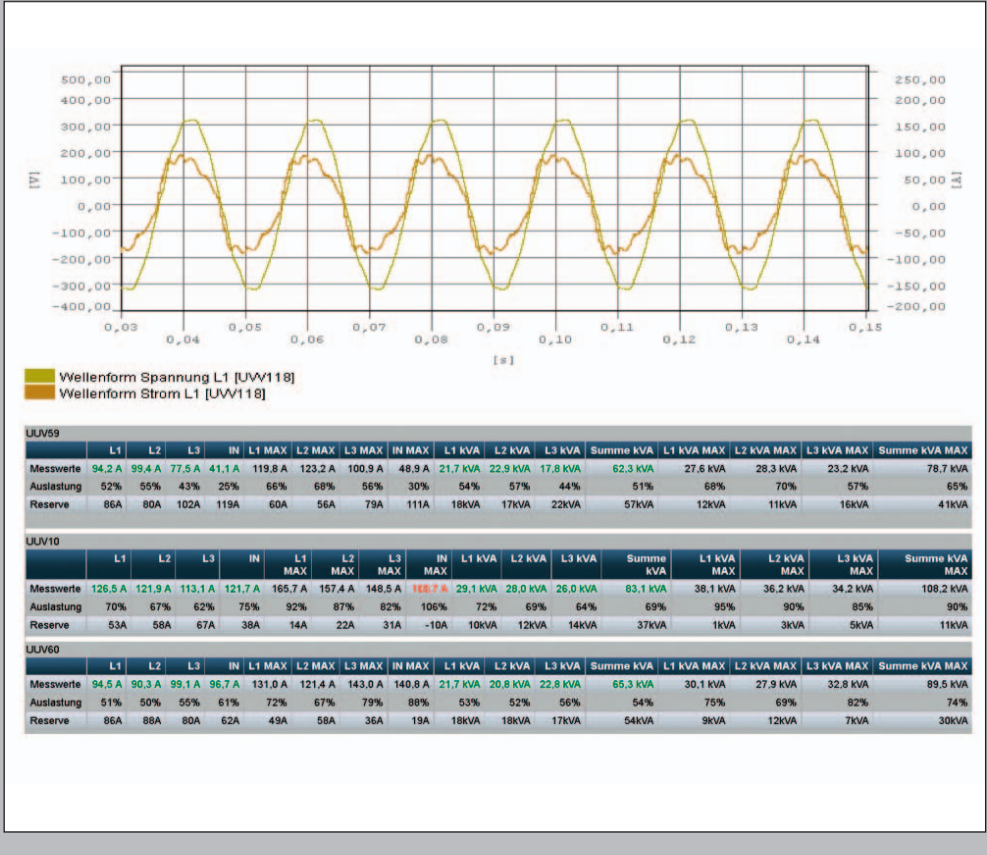 500,00 250,00
400,00 200,00
300,00 150,00
200,00 100,00
[V] 100,00 50,00 [A]
0,00 0,00
-100,00 -50,00
-200,00 -100,00
-300,00 -150,00
-400,00 -200,00
0,03 0,05 0,07 0,09 0,11 0,13 0,15
0,04 0,06 0,08 0,10 0,12 0,14
[s]
Wellenform Spannung L1 [UVV118]
Wellenform Strom L1 [UVV118]
UUV59
L1 L2 L3 IN L1 MAX L2 MAX L3 MAX IN MAX L1 kVA L2 kVA L3 kVA Summe kVA L1 kVA MAX L2 kVA MAX L3 kVA MAX Summe kVA MAX
Messwerte 94,2 A 99,4 A 77,5 A 41,1 A 119,8 A 123,2 A 100,9 A 48,9 A 21,7 kVA 22,9 kVA 17,8 kVA 62,3 kVA 27,6 kVA 28,3 kVA 23,2 kVA 78,7 kVA
Auslastung 52% 55% 43% 25% 66% 68% 56% 30% 54% 57% 44% 51% 68% 70% 57% 65%
Reserve 86A 80A 102A 119A 60A 56A 79A 111A 18kVA 17kVA 22kVA 57kVA 12kVA 11kVA 16kVA 41kVA
UUV10
L1 L2 L3 IN L1 L2 L3 IN L1 kVA L2 kVA L3 kVA Summe L1 kVA L2 kVA L3 kVA Summe kVA
MAX MAX MAX MAX kVA MAX MAX MAX MAX
Messwerte 126,5 A 121,9 A 113,1 A 121,7 A 165,7 A 157,4 A 148,5 A 29,1 kVA 28,0 kVA 26,0 kVA 83,1 kVA 38,1 kVA 36,2 kVA 34,2 kVA 108,2 kVA
Auslastung 70% 67% 62% 75% 92% 87% 82% 106% 72% 69% 64% 69% 95% 90% 85% 90%
Reserve 53A 58A 67A 38A 14A 22A 31A -10A 10kVA 12kVA 14kVA 37kVA 1kVA 3kVA 5kVA 11kVA
UUV60
L1 L2 L3 IN L1 MAX L2 MAX L3 MAX IN MAX L1 kVA L2 kVA L3 kVA Summe kVA L1 kVA MAX L2 kVA MAX L3 kVA MAX Summe kVA MAX
Messwerte 94,5 A 90,3 A 99,1 A 96,7 A 131,0 A 121,4 A 143,0 A 140,8 A 21,7 kVA 20,8 kVA 22,8 kVA 65,3 kVA 30,1 kVA 27,9 kVA 32,8 kVA 89,5 kVA
Auslastung 51% 50% 55% 61% 72% 67% 79% 88% 53% 52% 56% 54% 75% 69% 82% 74%
Reserve 86A 88A 80A 62A 49A 58A 36A 19A 18kVA 18kVA 17kVA 54kVA 9kVA 12kVA 7kVA 30kVA